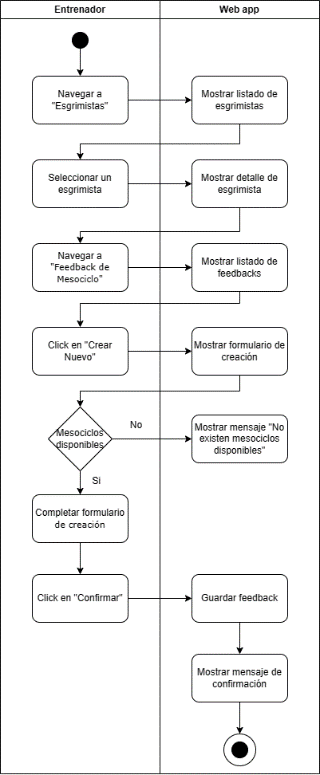 Entrenador
Web app
Navegar a
"Esgrimistas"
Mostrar listado de
esgrimistas
Seleccionar un
esgrimista
Mostrar detalle de
esgrimista
Navegar a
"Feedback de
Mesociclo"
Mostrar listado de
feedbacks
Click en "Crear
Nuevo"
Mostrar formulario de
creación
Mesociclos
disponibles
No
Mostrar mensaje "No
existen mesociclos
disponibles"
Si
Completar formulario
de creación
Click en "Confirmar"
Guardar feedback
Mostrar mensaje de
confirmación